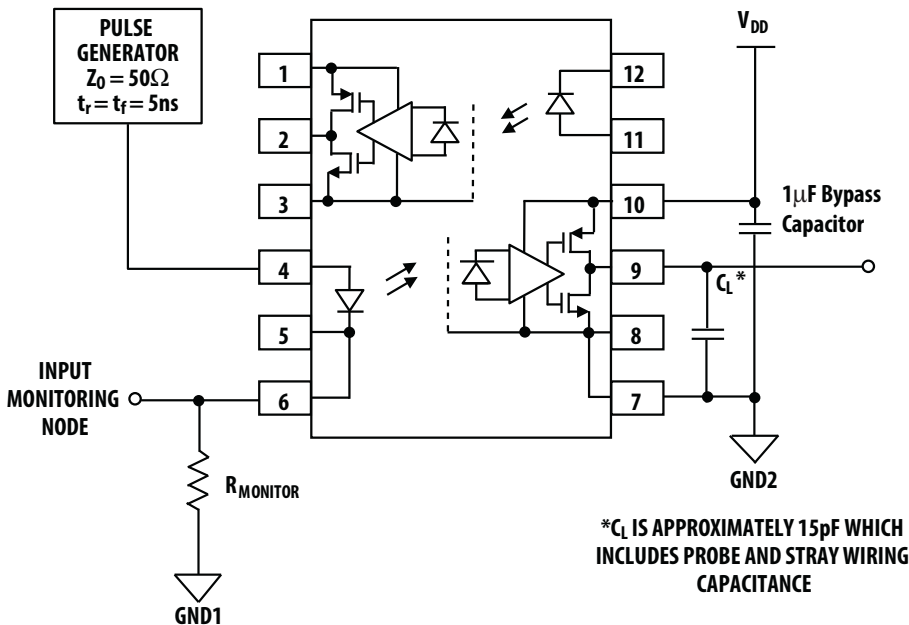 PULSE
GENERATOR
Z0 = 50Ω
tr = tf = 5ns
VDD
1
2
3
4
5
6
12
11
10
9
8
7
1μF Bypass
Capacitor
CL*
INPUT
MONITORING
NODE
RMONITOR
GND1
GND2
*CL IS APPROXIMATELY 15pF WHICH
INCLUDES PROBE AND STRAY WIRING
CAPACITANCE